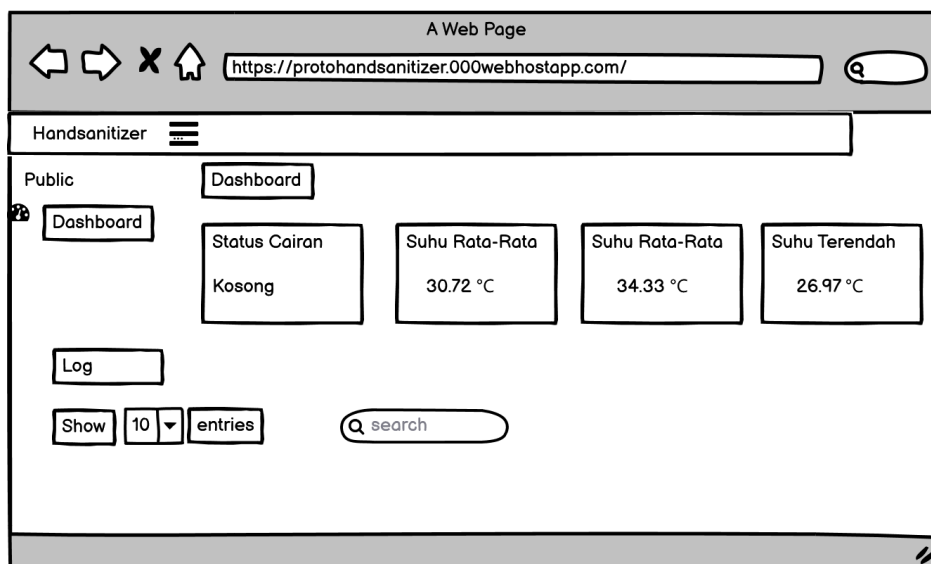 A Web Page
https://protohandsanitizer.000webhostapp.com/
Handsanitizer
Public
Dashboard
Dashboard
Status Cairan
Kosong
Suhu Rata-Rata
30.72 °C
Suhu Rata-Rata
34.33 °C
Suhu Terendah
26.97 °C
Log
Show 10 entries
search